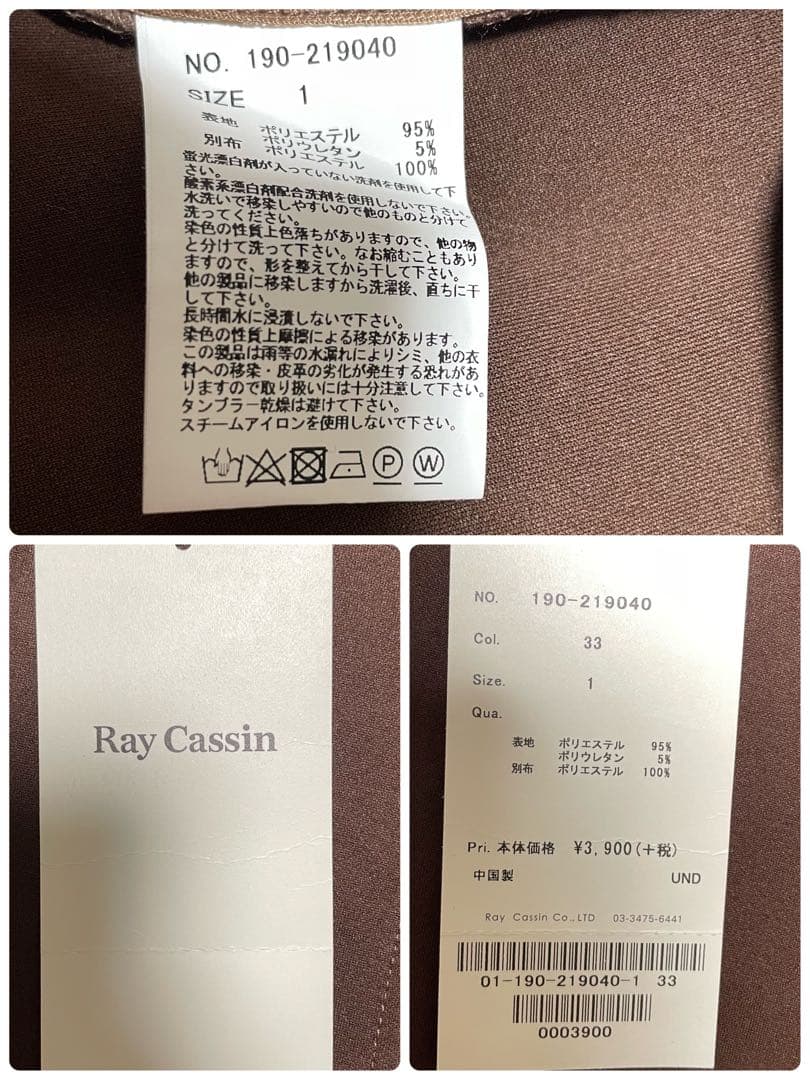 NO. 190-219040
SIZE 1
表地 ポリエステル 95%
ポリウレタン 5%
別布 ポリエステル 100%
蛍光漂白剤が入っていない洗剤を使用して下
さい。
酸素系漂白剤配合洗剤を使用しないで下さい。
水洗いで移染しやすいので他のものと分けて
洗ってください。
染色の性質上色落ちがありますので、他の物
と分けて洗って下さい。なお縮むこともあり
ますので、形を整えてから干して下さい。
他の製品に移染しますから洗濯後、直ちに干
して下さい。
長時間水に浸漬しないで下さい。
染色の性質上摩擦による移染があります。
この製品は雨等の水漏れによりシミ、他の衣
料への移染・皮革の劣化が発生する恐れがあ
りますので取り扱いには十分注意して下さい。
タンブラー乾燥は避けて下さい。
スチームアイロンを使用しないで下さい。
P W
Ray Cassin
NO. 190-219040
Col. 33
Size. 1
Qua.
表地 ポリエステル 95%
ポリウレタン 5%
別布 ポリエステル 100%
Pri. 本体価格 ¥3,900(+税)
中国製 UND
Ray Cassin Co.,LTD 03-3475-6441
01-190-219040-1 33
0003900